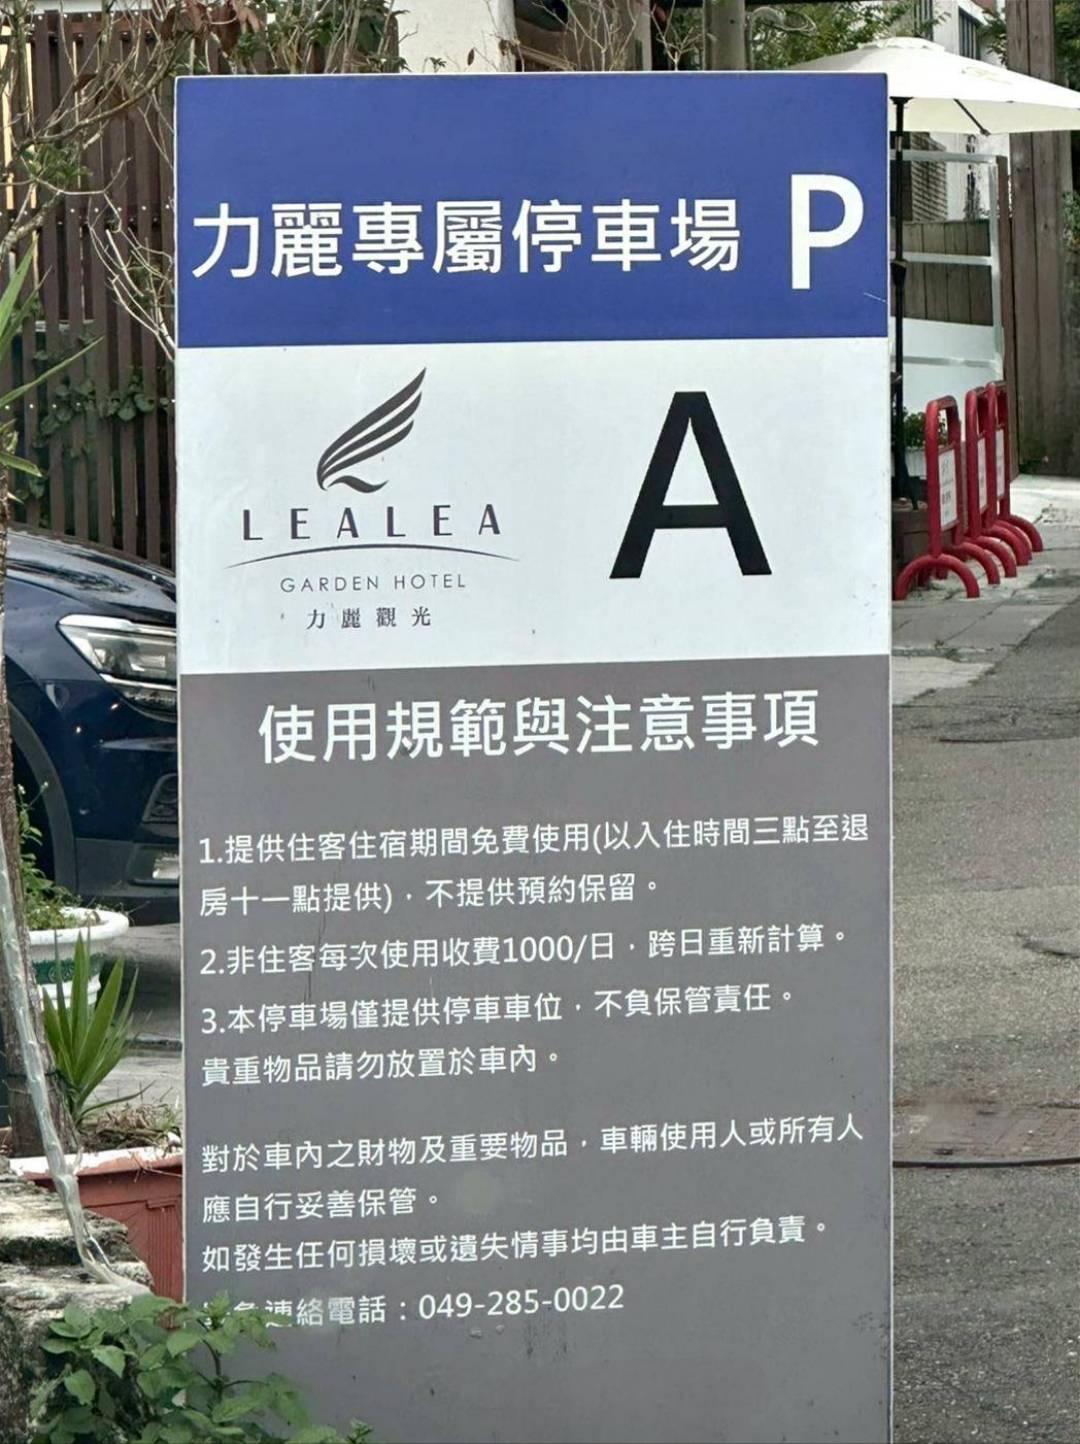 力麗專屬停車場 P
LEALEA
GARDEN HOTEL
力麗觀光
A
使用規範與注意事項
1.提供住客住宿期間免費使用(以入住時間三點至退
房十一點提供)，不提供預約保留。
2.非住客每次使用收費1000/日，跨日重新計算。
3.本停車場僅提供停車車位，不負保管責任。
貴重物品請勿放置於車內。
對於車內之財物及重要物品，車輛使用人或所有人
應自行妥善保管。
如發生任何損壞或遺失情事均由車主自行負責。
連絡電話：049-285-0022